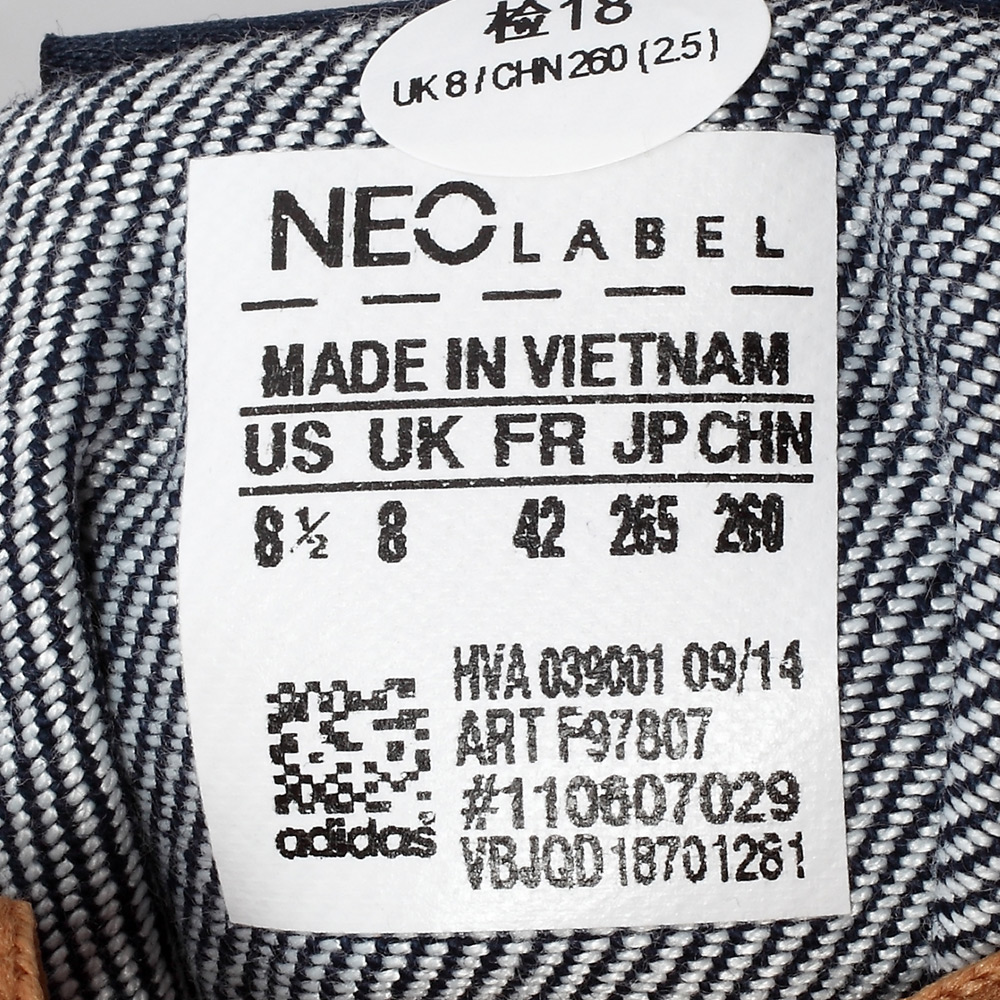 检18
UK 8 / CHN 260 (2.5)
NEO LABEL
MADE IN VIETNAM
US UK FR JP CHN
8½ 8 42 265 260
HVA 039001 09/14
ART F97807
#110607029
VBJQD18701261
adidas